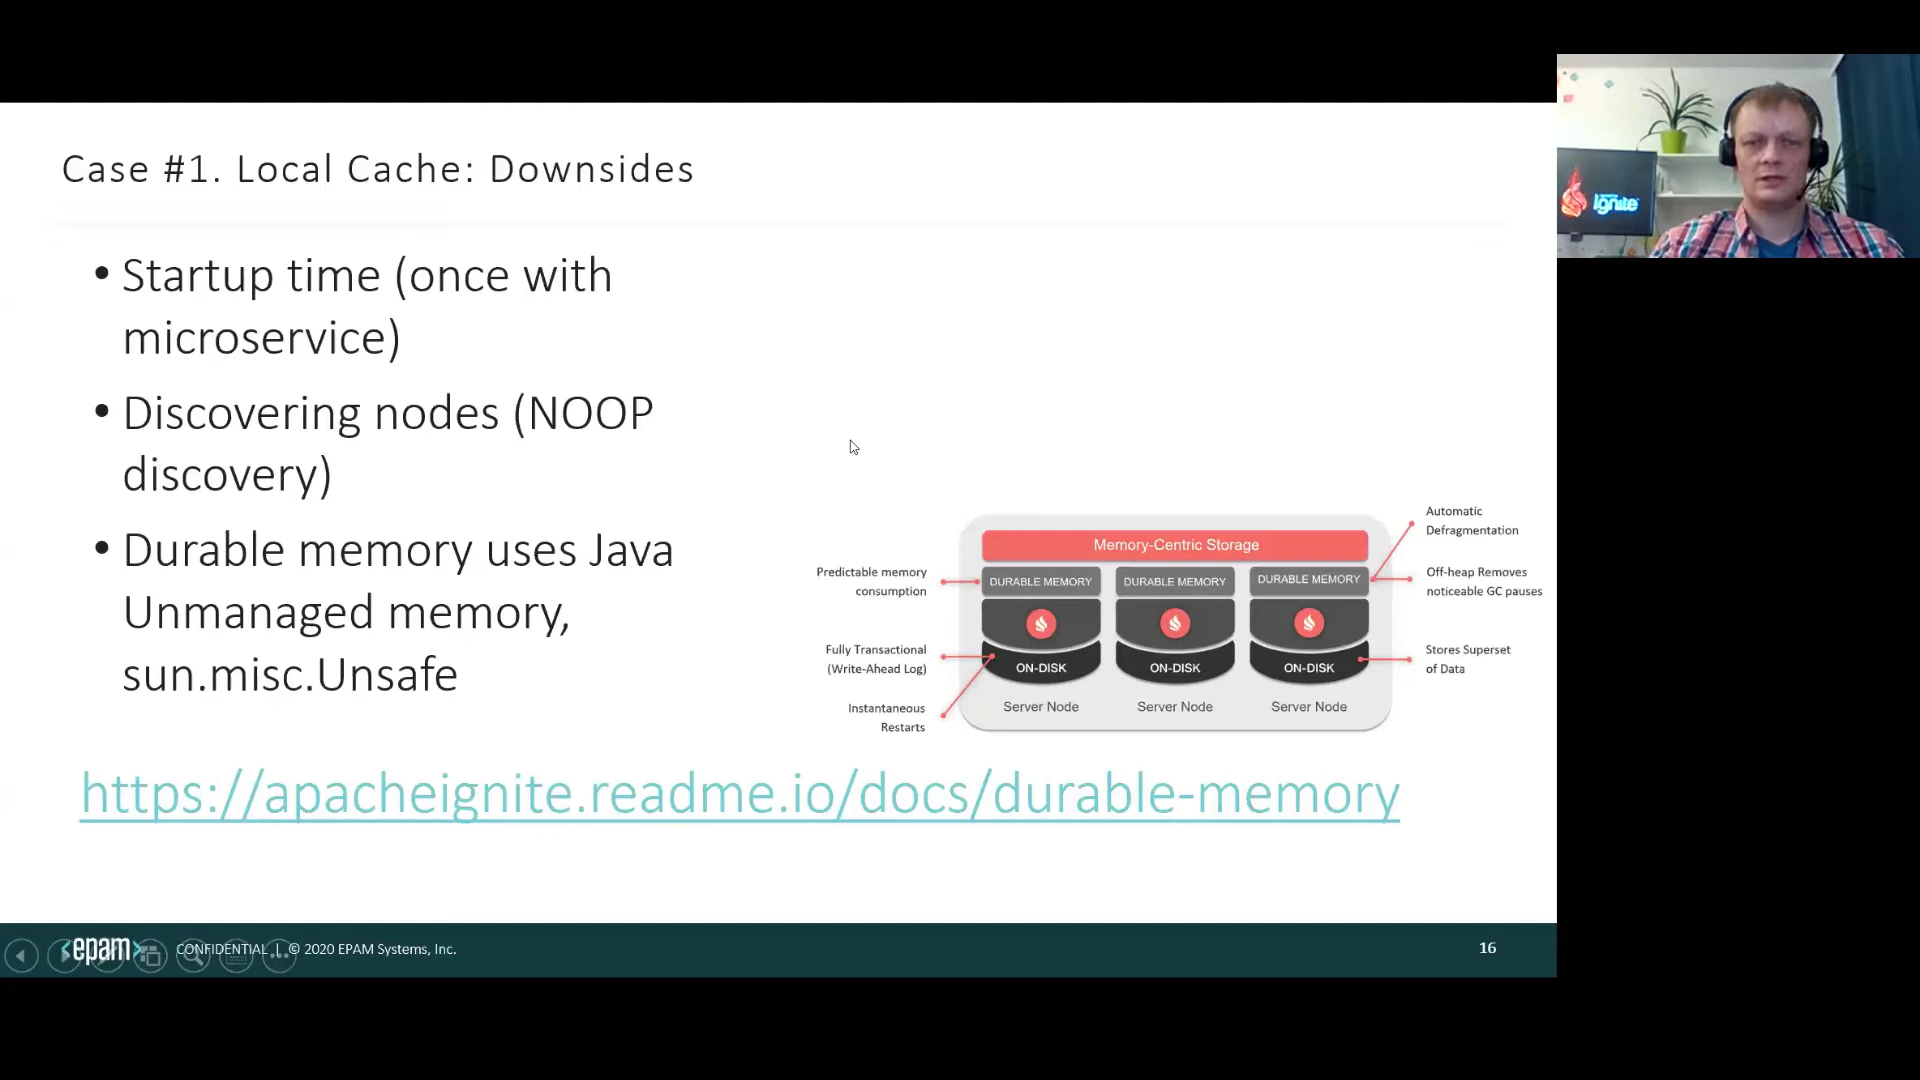 Case #1. Local Cache: Downsides
• Startup time (once with
microservice)
• Discovering nodes (NOOP
discovery)
• Durable memory uses Java
Unmanaged memory,
sun.misc.Unsafe
Memory-Centric Storage
DURABLE MEMORY
DURABLE MEMORY
DURABLE MEMORY
ON-DISK
ON-DISK
ON-DISK
Server Node
Server Node
Server Node
Predictable memory
consumption
Fully Transactional
(Write-Ahead Log)
Instantaneous
Restarts
Automatic
Defragmentation
Off-heap Removes
noticeable GC pauses
Stores Superset
of Data
https://apacheignite.readme.io/docs/durable-memory
<epam>
CONFIDENTIAL | © 2020 EPAM Systems, Inc.
16
Ignite